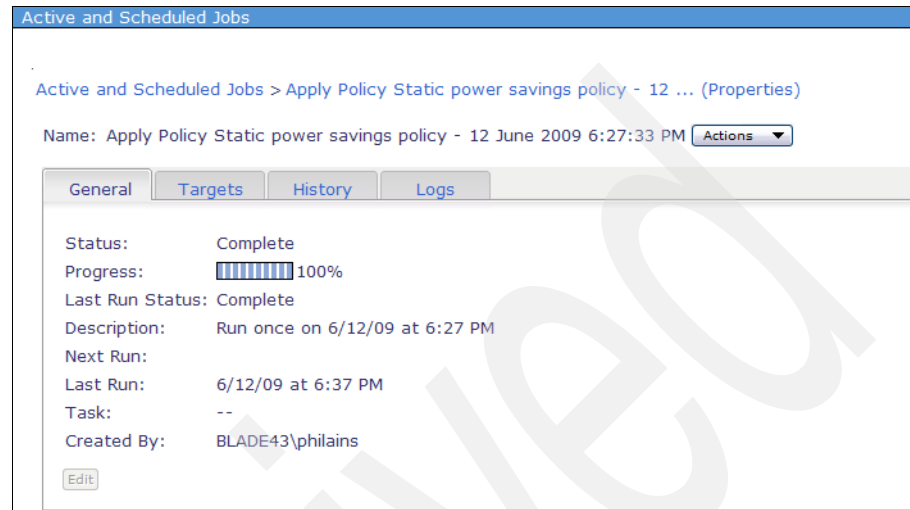 Active and Scheduled Jobs
.
Active and Scheduled Jobs > Apply Policy Static power savings policy - 12 ... (Properties)
Name: Apply Policy Static power savings policy - 12 June 2009 6:27:33 PM Actions
General Targets History Logs
Status: Complete
Progress: 100%
Last Run Status: Complete
Description: Run once on 6/12/09 at 6:27 PM
Next Run:
Last Run: 6/12/09 at 6:37 PM
Task: --
Created By: BLADE43\philains
Edit
ived